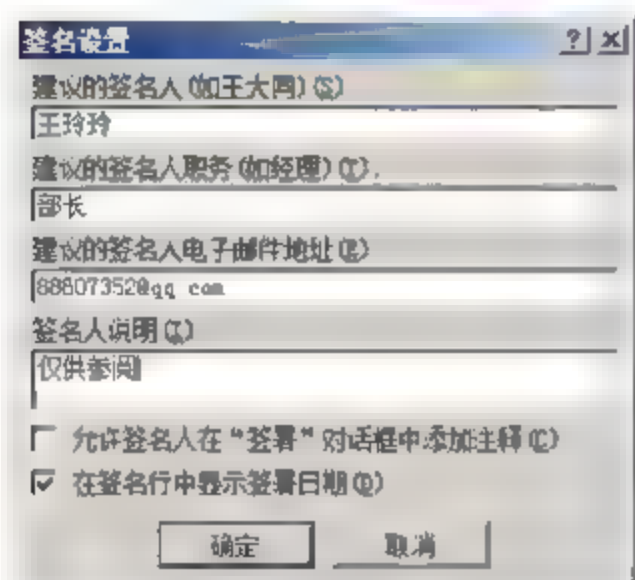 签名设置
建议的签名人(如王大同)(S)
王玲玲
建议的签名人职务(如经理)(T):
部长
建议的签名人电子邮件地址(E)
88807352@qq com
签名人说明(I)
仅供参阅
允许签名人在“签署”对话框中添加注释(C)
在签名行中显示签署日期(D)
确定 取消